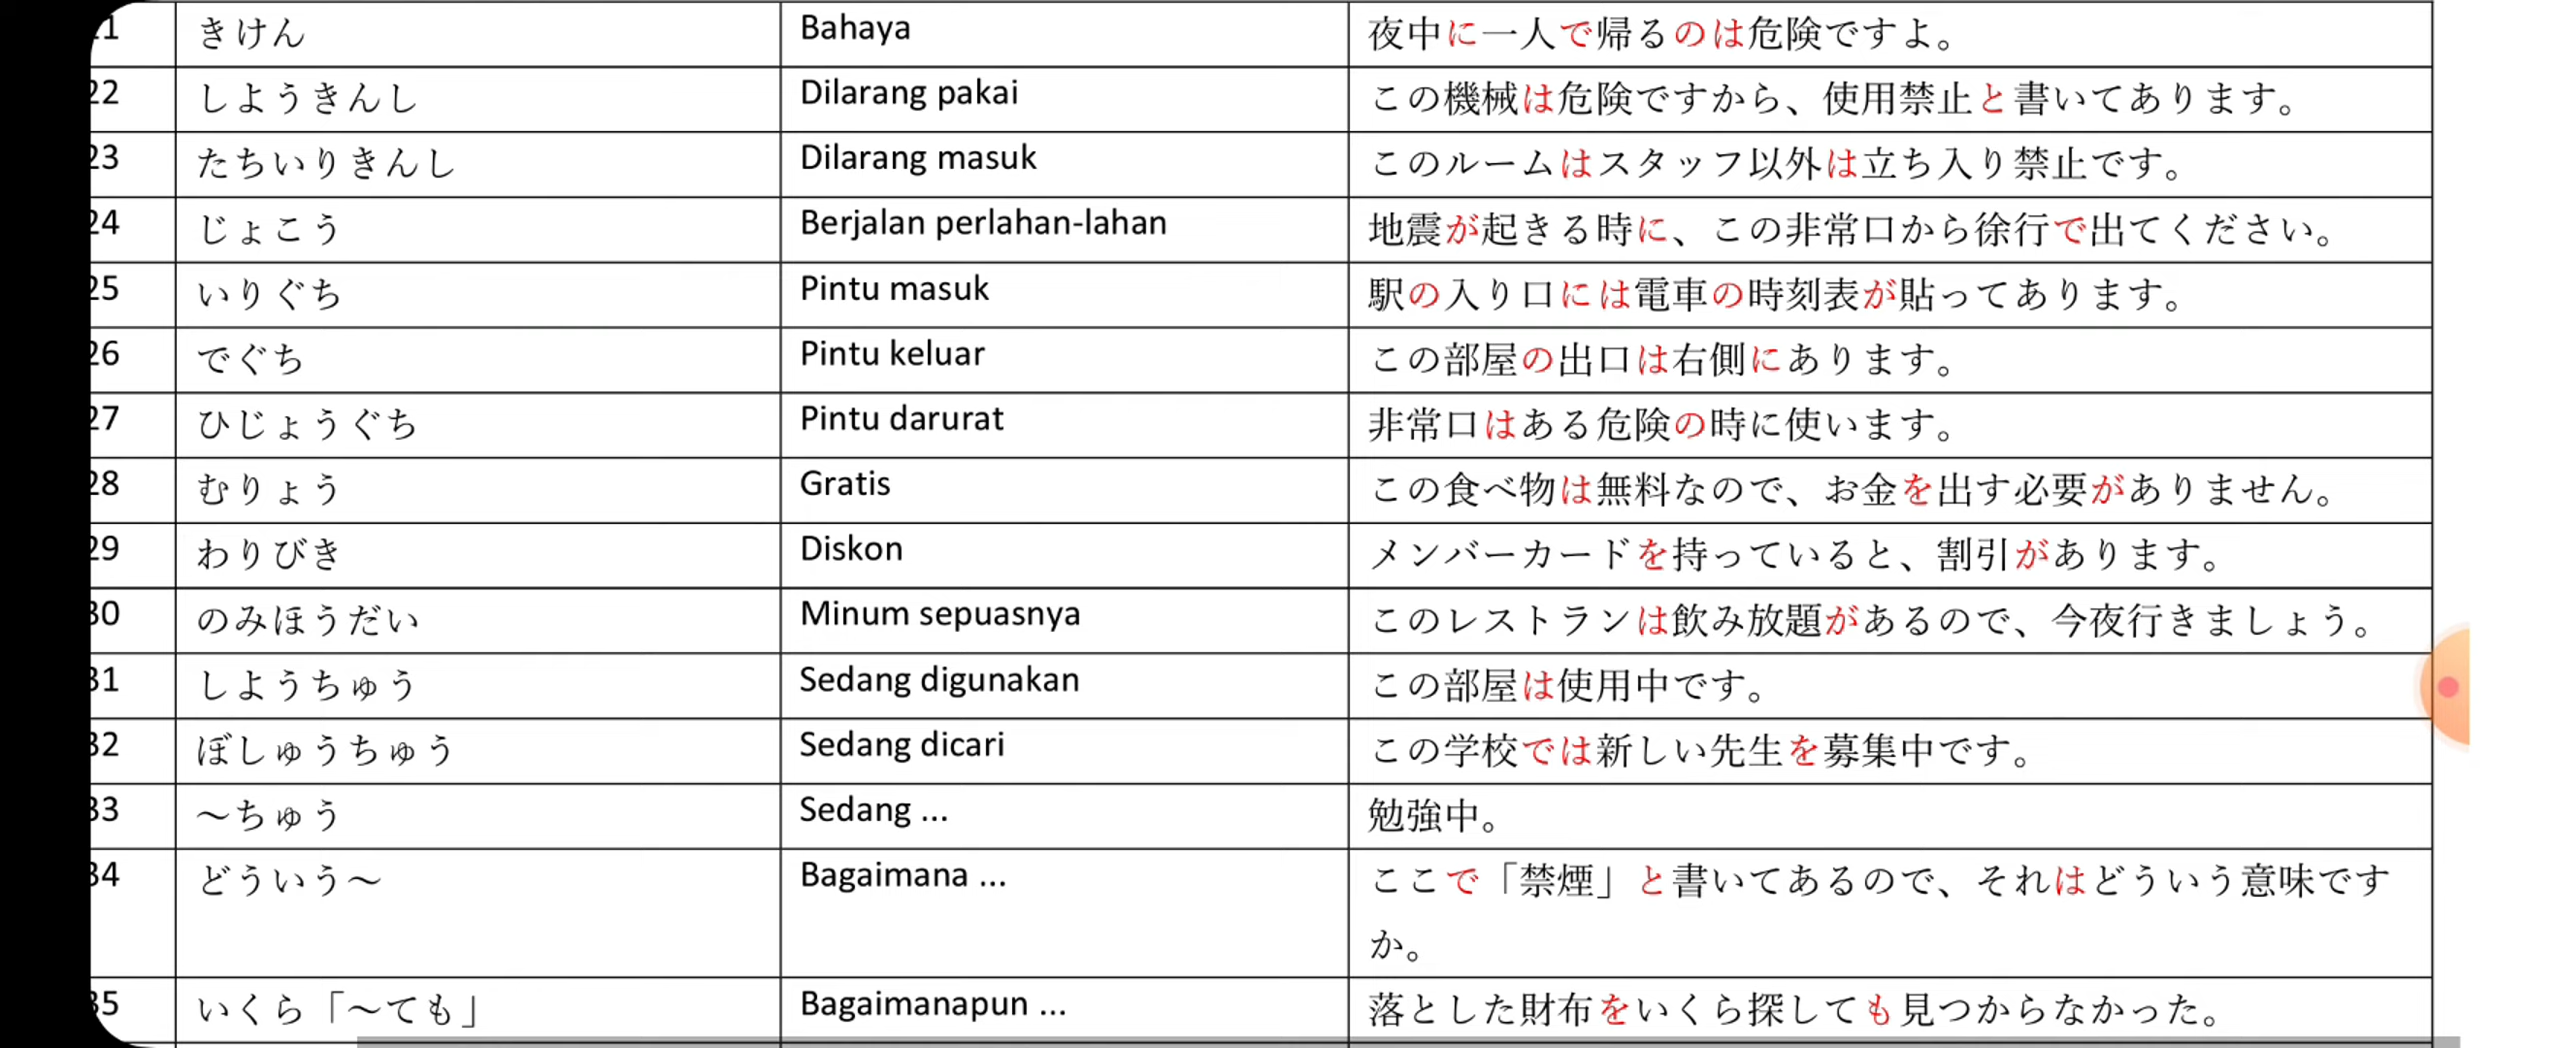 1 きけん Bahaya 夜中に一人で帰るのは危険ですよ。
22 しようきんし Dilarang pakai この機械は危険ですから、使用禁止と書いてあります。
23 たちいりきんし Dilarang masuk このルームはスタッフ以外は立ち入り禁止です。
24 じょこう Berjalan perlahan-lahan 地震が起きる時に、この非常口から徐行で出てください。
25 いりぐち Pintu masuk 駅の入り口には電車の時刻表が貼ってあります。
26 でぐち Pintu keluar この部屋の出口は右側にあります。
27 ひじょうぐち Pintu darurat 非常口はある危険の時に使います。
28 むりょう Gratis この食べ物は無料なので、お金を出す必要がありません。
29 わりびき Diskon メンバーカードを持っていると、割引があります。
30 のみほうだい Minum sepuasnya このレストランは飲み放題があるので、今夜行きましょう。
31 しようちゅう Sedang digunakan この部屋は使用中です。
32 ぼしゅうちゅう Sedang dicari この学校では新しい先生を募集中です。
33 ～ちゅう Sedang ... 勉強中。
34 どういう～ Bagaimana ... ここで「禁煙」と書いてあるので、それはどういう意味です
か。
35 いくら「～ても」 Bagaimanapun ... 落とした財布をいくら探しても見つからなかった。